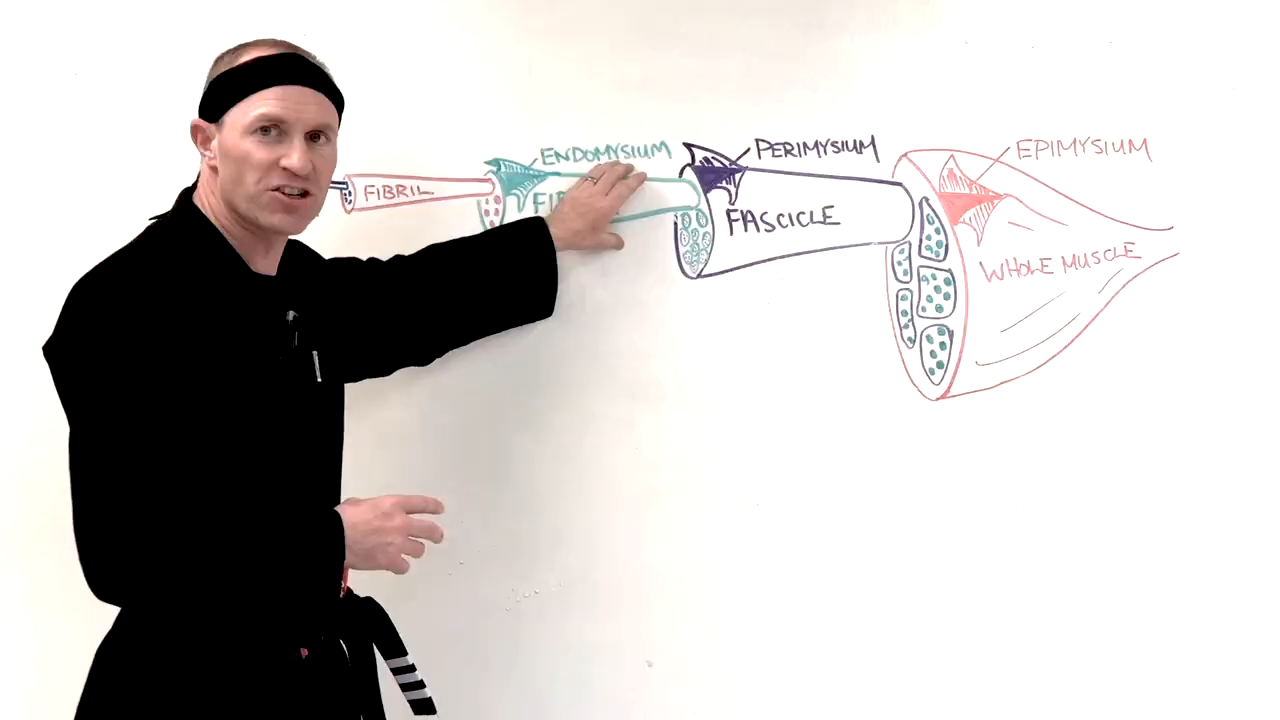 ENDOMYSIUM
PERIMYSIUM
EPIMYSIUM
FIBRIL
FASCICLE
WHOLE MUSCLE